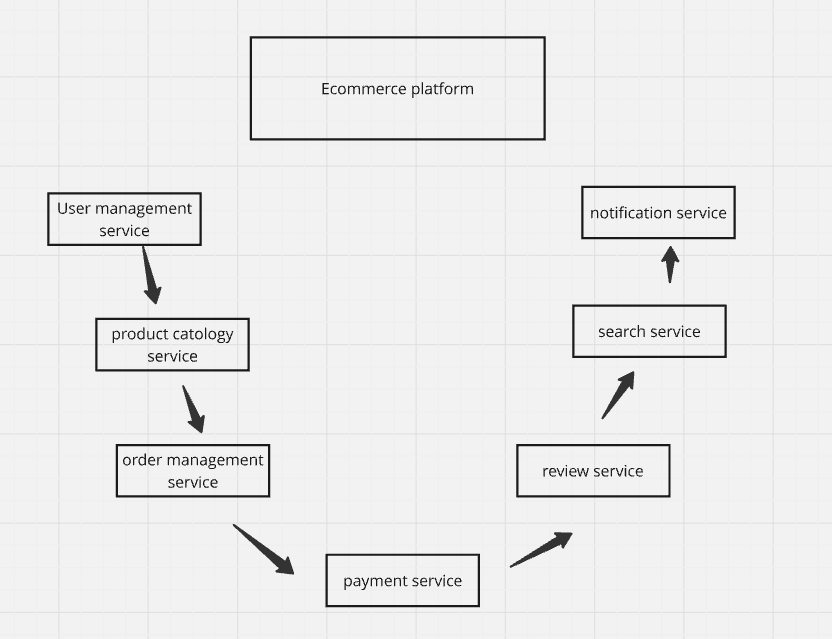 Ecommerce platform
User management
service
notification service
product catology
service
search service
order management
service
review service
payment service